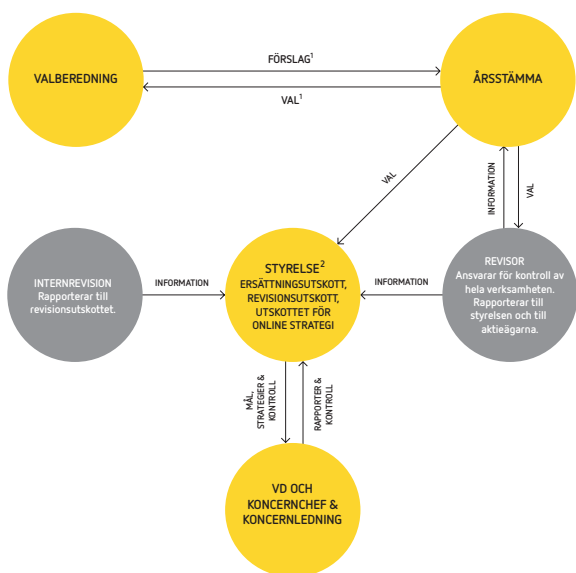 VALBEREDNING
FÖRSLAG¹
VAL¹
ÅRSSTÄMMA
VAL
INFORMATION
VAL
INTERNREVISION
Rapporterar till
revisionsutskottet.
INFORMATION
STYRELSE²
ERSÄTTNINGSUTSKOTT,
REVISIONSUTSKOTT,
UTSKOTTET FÖR
ONLINE STRATEGI
INFORMATION
REVISOR
Ansvarar för kontroll av
hela verksamheten.
Rapporterar till
styrelsen och till
aktieägarna.
MÅL,
STRATEGIER &
KONTROLL
RAPPORTER &
KONTROLL
VD OCH
KONCERNCHEF &
KONCERNLEDNING